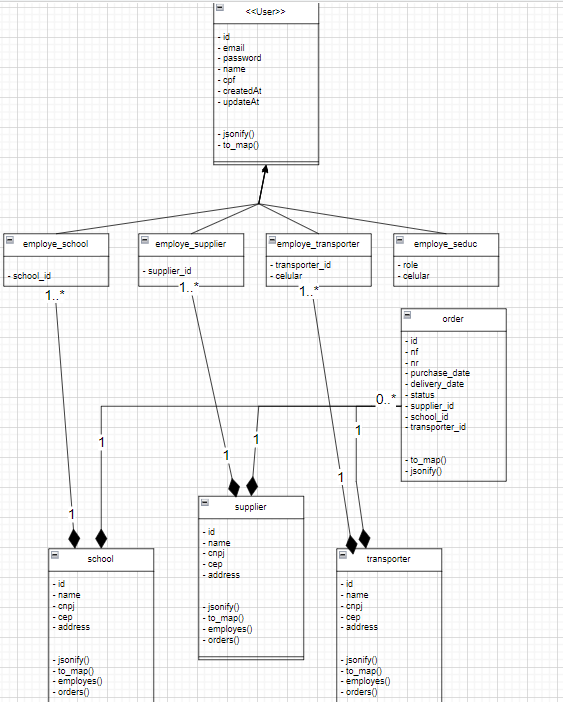 <<User>>
- id
- email
- password
- name
- cpf
- createdAt
- updateAt
- jsonify()
- to_map()
employe_school
- school_id
employe_supplier
- supplier_id
employe_transporter
- transporter_id
- celular
employe_seduc
- role
- celular
1..*
1..*
1..*
order
- id
- nf
- nr
- purchase_date
- delivery_date
- status
- supplier_id
- school_id
- transporter_id
- to_map()
- jsonify()
0..*
1
1
1
1
1
1
school
- id
- name
- cnpj
- cep
- address
- jsonify()
- to_map()
- employes()
- orders()
supplier
- id
- name
- cnpj
- cep
- address
- jsonify()
- to_map()
- employes()
- orders()
transporter
- id
- name
- cnpj
- cep
- address
- jsonify()
- to_map()
- employes()
- orders()